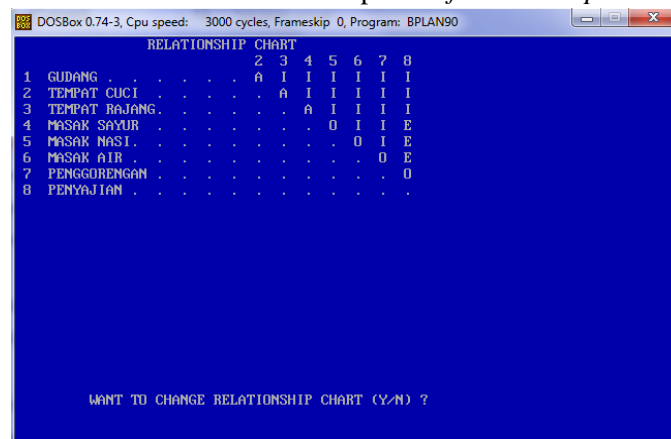 DOSBox 0.74-3, Cpu speed: 3000 cycles, Frameskip 0, Program: BPLAN90
RELATIONSHIP CHART
2 3 4 5 6 7 8
1 GUDANG . . . . . A I I I I I I
2 TEMPAT CUCI . . . . . A I I I I I
3 TEMPAT RAJANG. . . . . . A I I I I
4 MASAK SAYUR . . . . . . . O I I E
5 MASAK NASI. . . . . . . . . O I E
6 MASAK AIR . . . . . . . . . . O E
7 PENGGORENGAN . . . . . . . . . . O
8 PENYAJIAN . . . . . . . . . . . .
WANT TO CHANGE RELATIONSHIP CHART (Y/N) ?